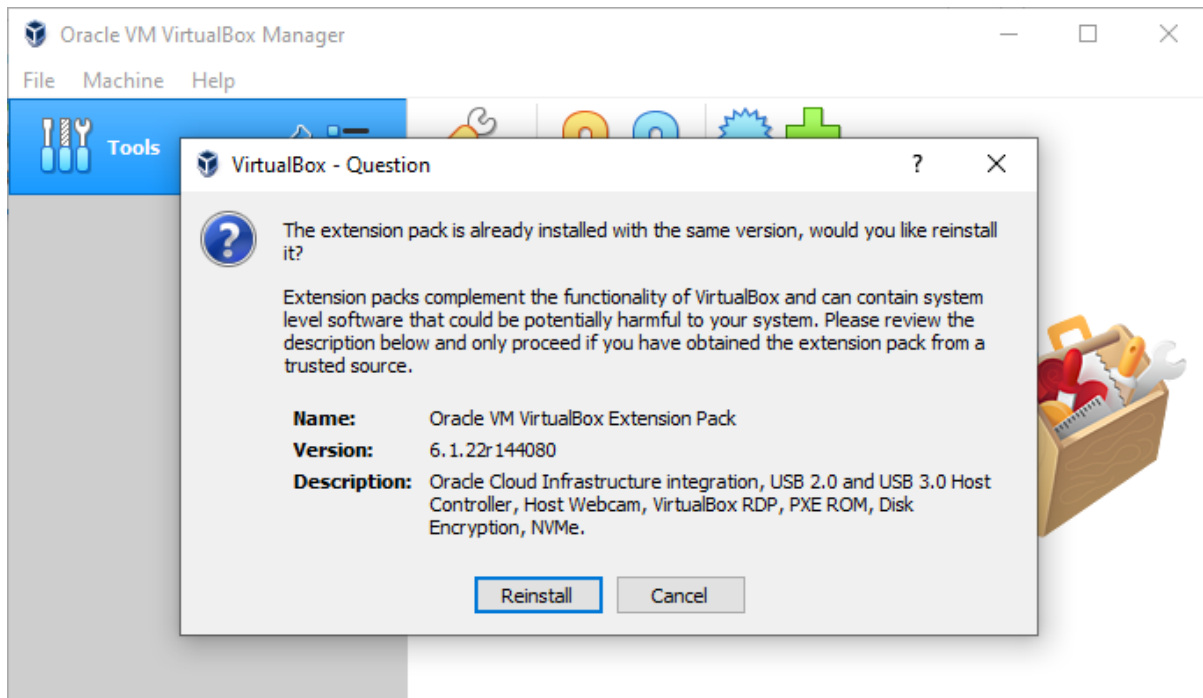 Oracle VM VirtualBox Manager
File Machine Help
Tools
VirtualBox - Question
?
The extension pack is already installed with the same version, would you like reinstall
it?
Extension packs complement the functionality of VirtualBox and can contain system
level software that could be potentially harmful to your system. Please review the
description below and only proceed if you have obtained the extension pack from a
trusted source.
Name: Oracle VM VirtualBox Extension Pack
Version: 6.1.22r144080
Description: Oracle Cloud Infrastructure integration, USB 2.0 and USB 3.0 Host
Controller, Host Webcam, VirtualBox RDP, PXE ROM, Disk
Encryption, NVMe.
Reinstall Cancel